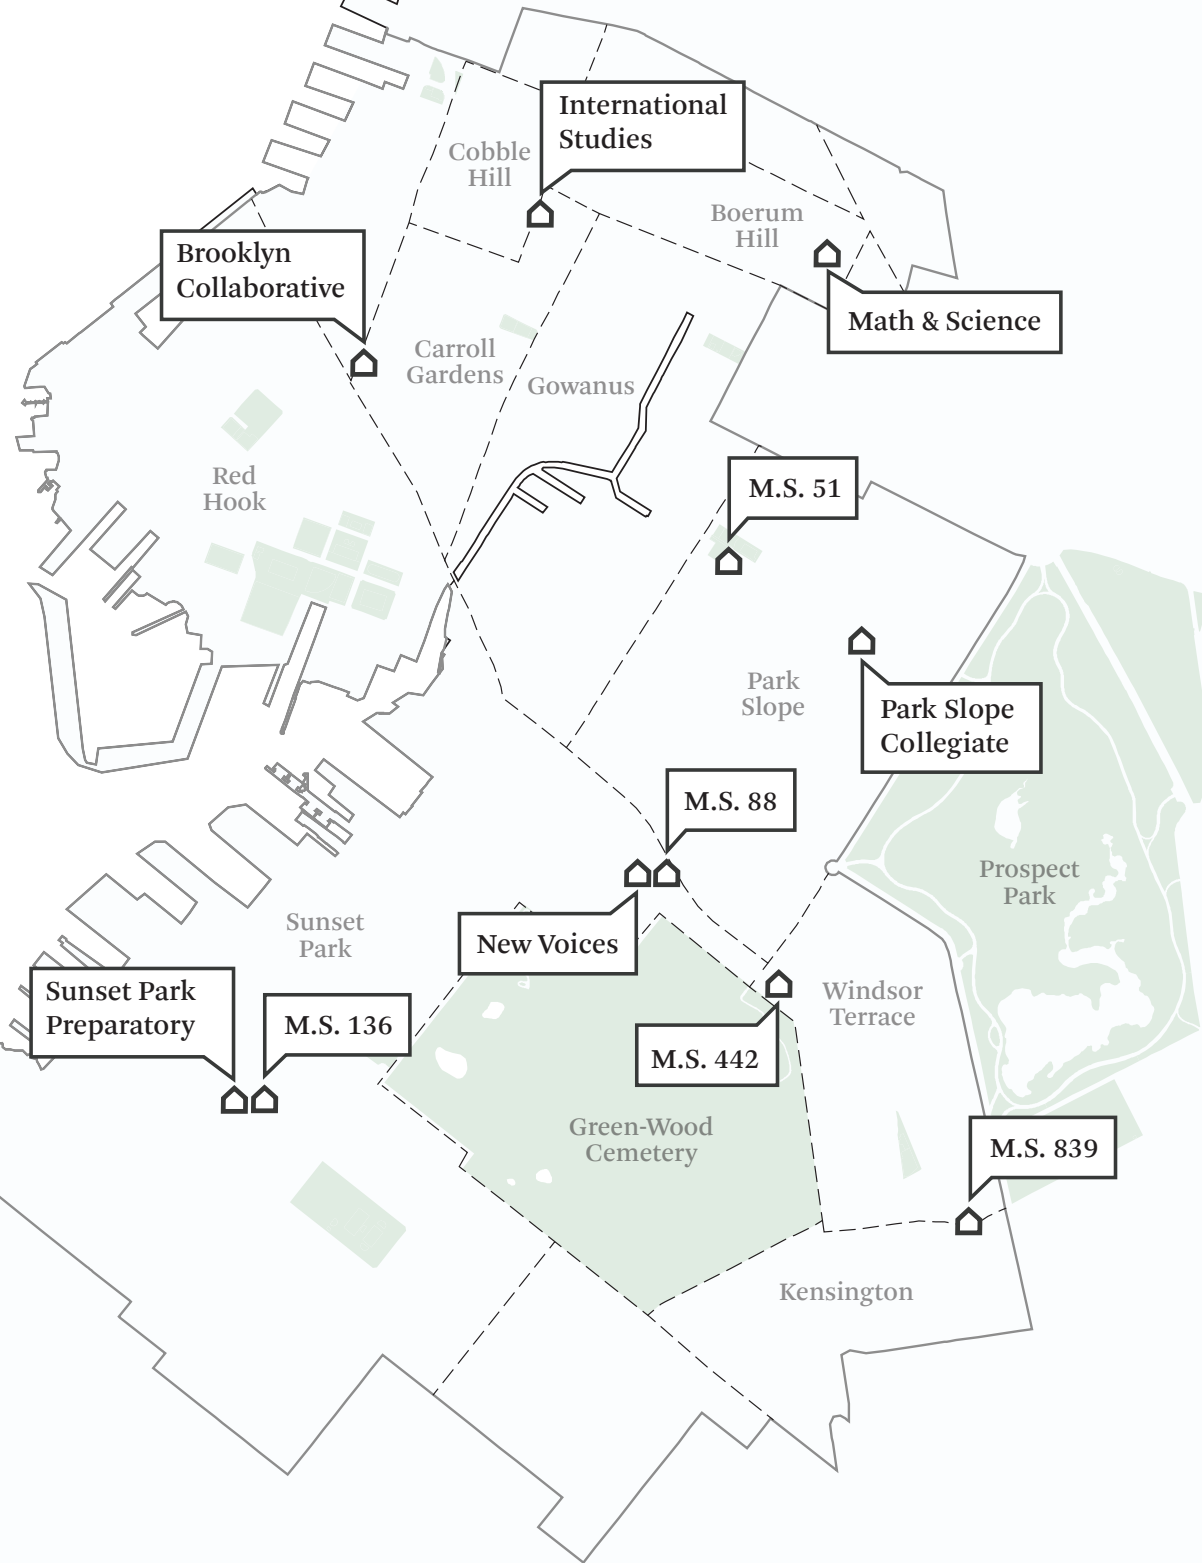 International
Studies
Cobble
Hill
Boerum
Hill
Brooklyn
Collaborative
Math & Science
Carroll
Gardens
Gowanus
Red
Hook
M.S. 51
Park
Slope
Park Slope
Collegiate
M.S. 88
Prospect
Park
Sunset
Park
New Voices
Sunset Park
Preparatory
M.S. 136
Windsor
Terrace
M.S. 442
Green-Wood
Cemetery
M.S. 839
Kensington